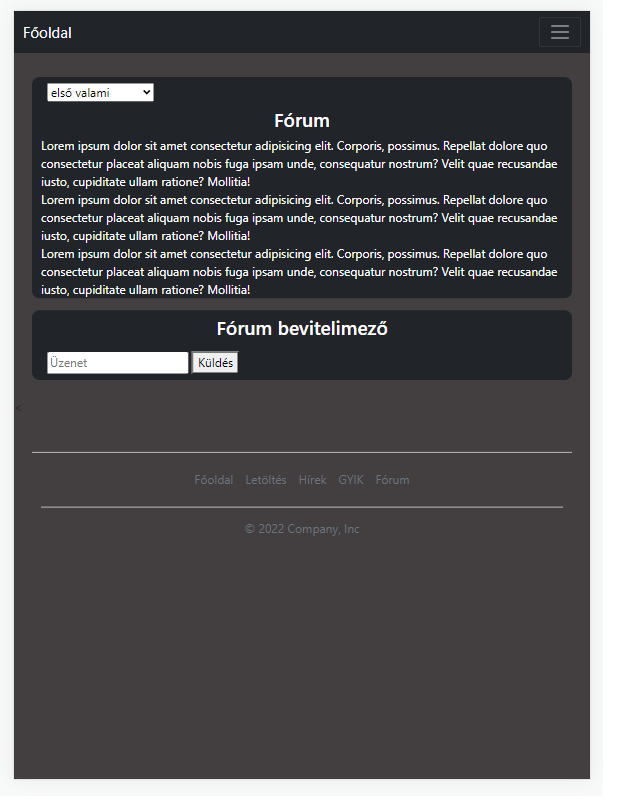 Főoldal
első valami
Fórum
Lorem ipsum dolor sit amet consectetur adipisicing elit. Corporis, possimus. Repellat dolore quo
consectetur placeat aliquam nobis fuga ipsam unde, consequatur nostrum? Velit quae recusandae
iusto, cupiditate ullam ratione? Mollitia!
Lorem ipsum dolor sit amet consectetur adipisicing elit. Corporis, possimus. Repellat dolore quo
consectetur placeat aliquam nobis fuga ipsam unde, consequatur nostrum? Velit quae recusandae
iusto, cupiditate ullam ratione? Mollitia!
Lorem ipsum dolor sit amet consectetur adipisicing elit. Corporis, possimus. Repellat dolore quo
consectetur placeat aliquam nobis fuga ipsam unde, consequatur nostrum? Velit quae recusandae
iusto, cupiditate ullam ratione? Mollitia!
Fórum bevitelimező
Üzenet Küldés
<
Főoldal Letöltés Hírek GYIK Fórum
© 2022 Company, Inc